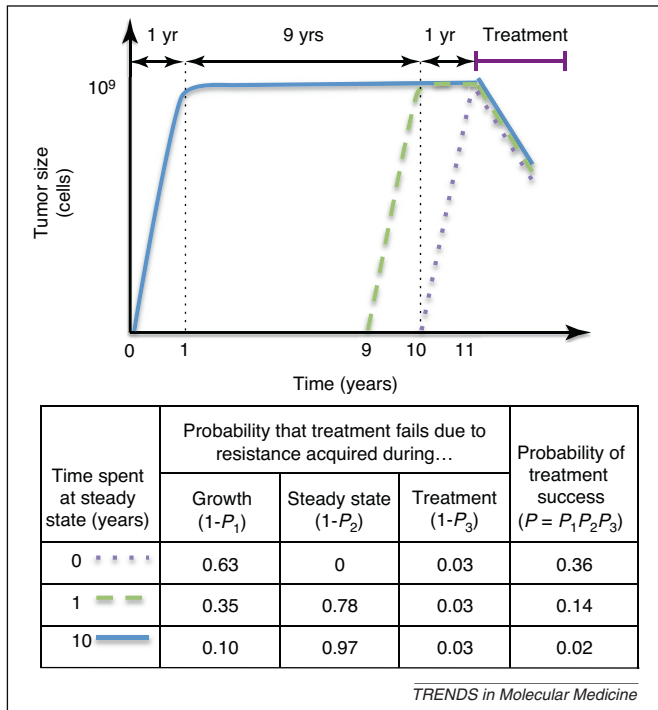 1 yr 9 yrs 1 yr Treatment
10⁹
Tumor size
(cells)
0 1 9 10 11
Time (years)
Time spent
at steady
state (years)
Probability that treatment fails due to
resistance acquired during...
Growth
(1-P₁)
Steady state
(1-P₂)
Treatment
(1-P₃)
Probability of
treatment
success
(P = P₁P₂P₃)
0 0.63 0 0.03 0.36
1 0.35 0.78 0.03 0.14
10 0.10 0.97 0.03 0.02
TRENDS in Molecular Medicine